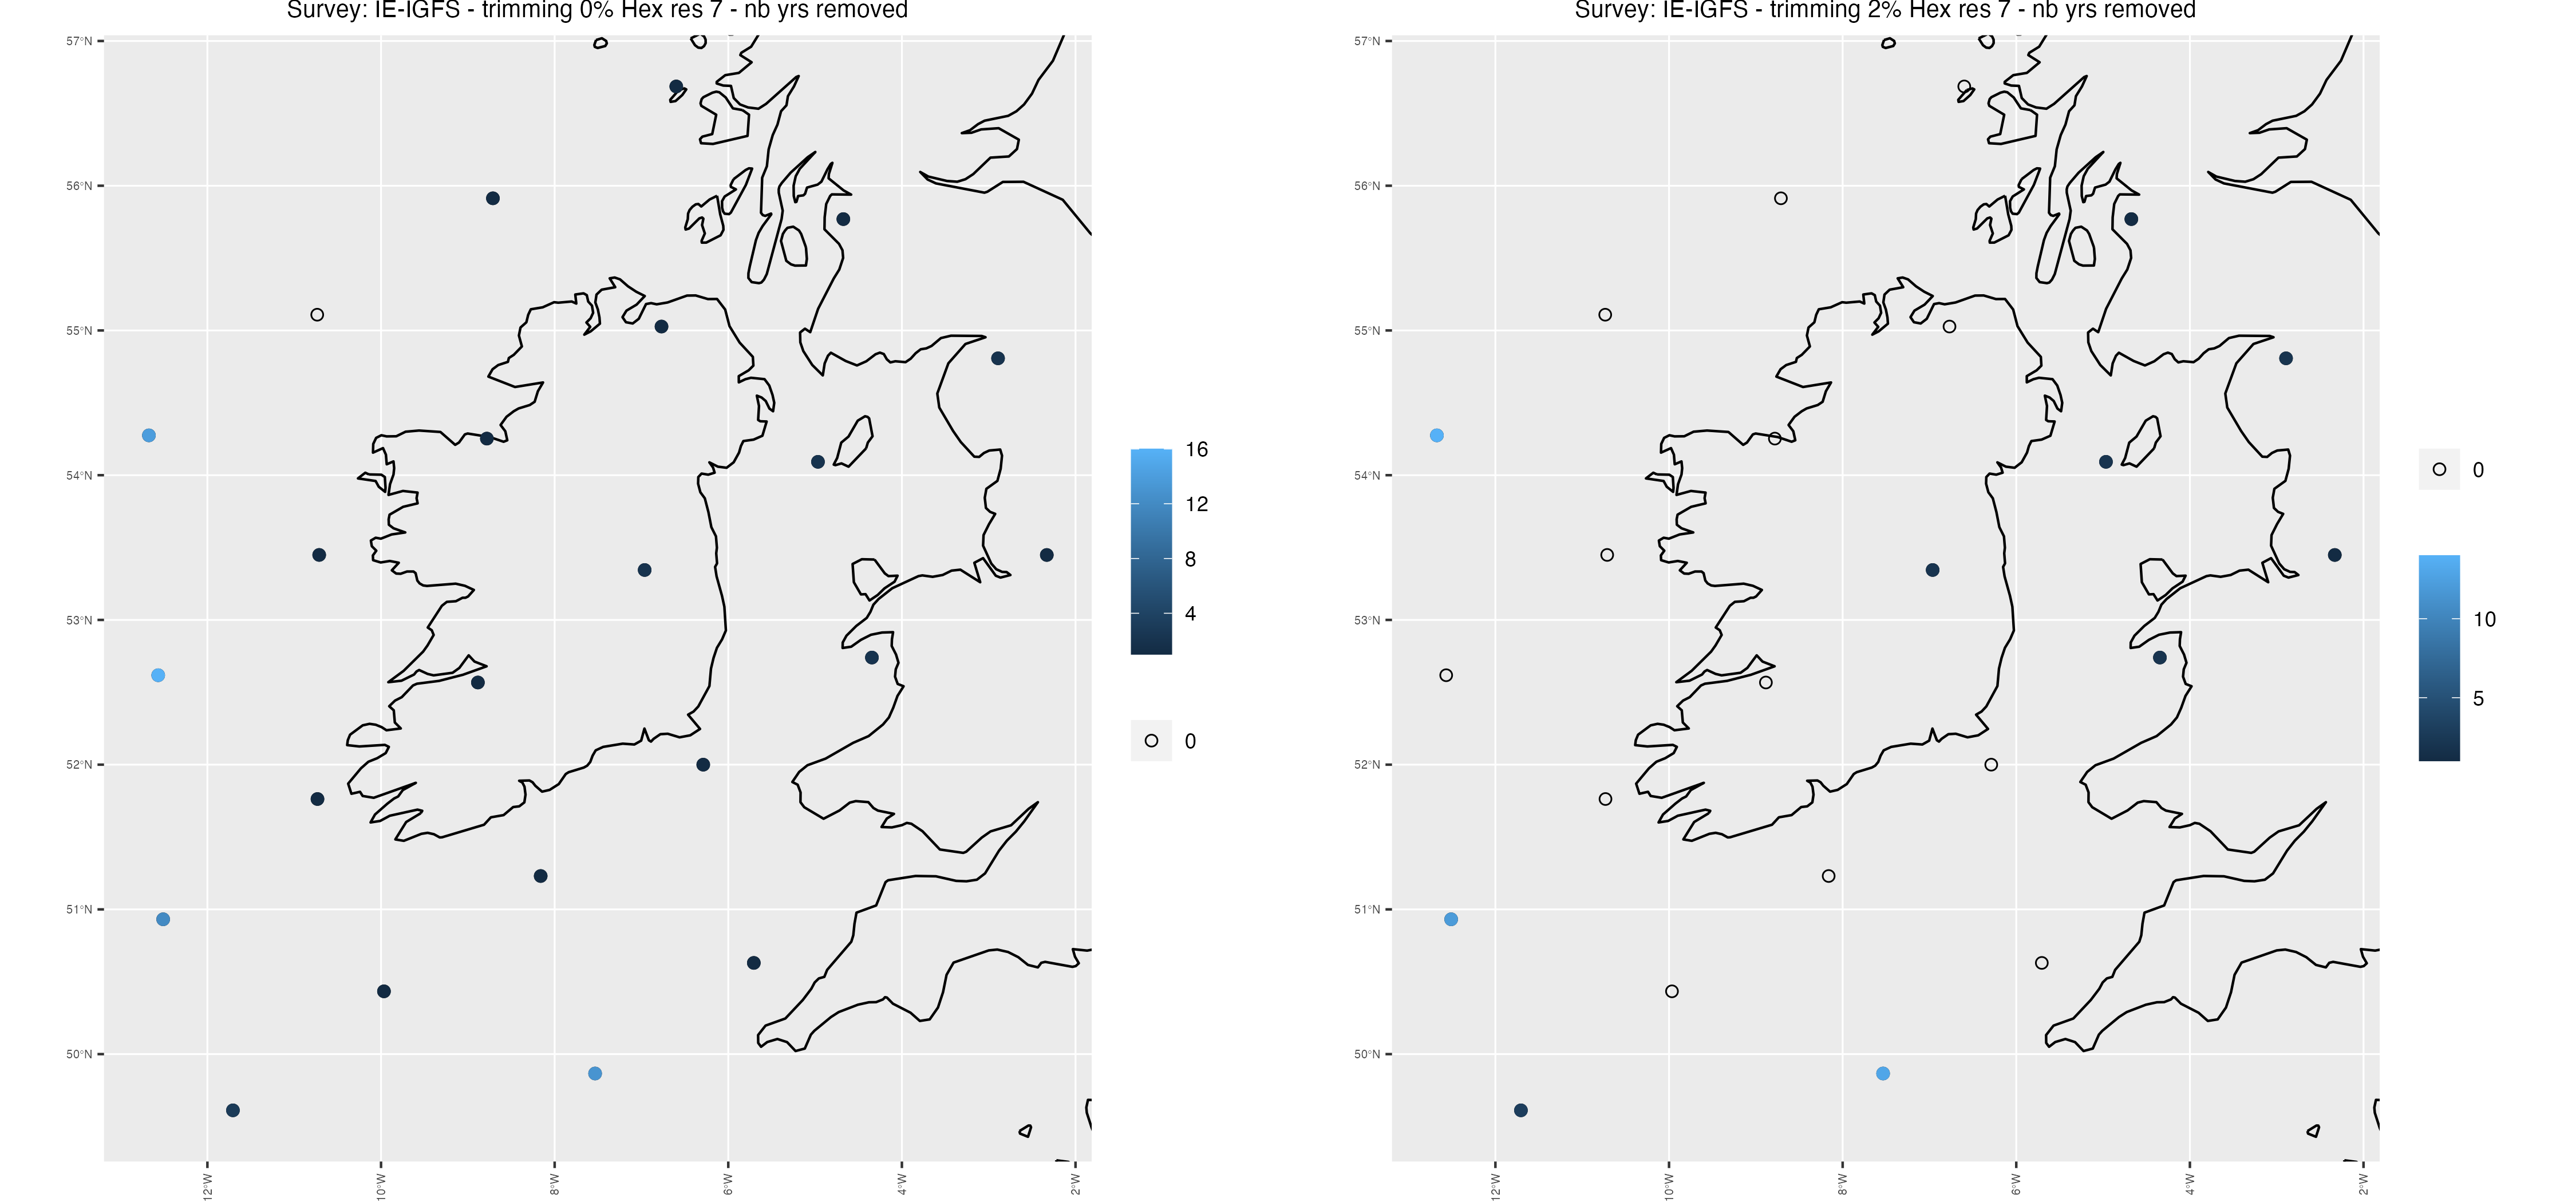 Survey: IE-IGFS - trimming 0% Hex res 7 - nb yrs removed
57°N
56°N
55°N
54°N
53°N
52°N
51°N
50°N
12°W
10°W
8°W
6°W
4°W
2°W
16
12
8
4
0
Survey: IE-IGFS - trimming 2% Hex res 7 - nb yrs removed
57°N
56°N
55°N
54°N
53°N
52°N
51°N
50°N
12°W
10°W
8°W
6°W
4°W
2°W
0
10
5